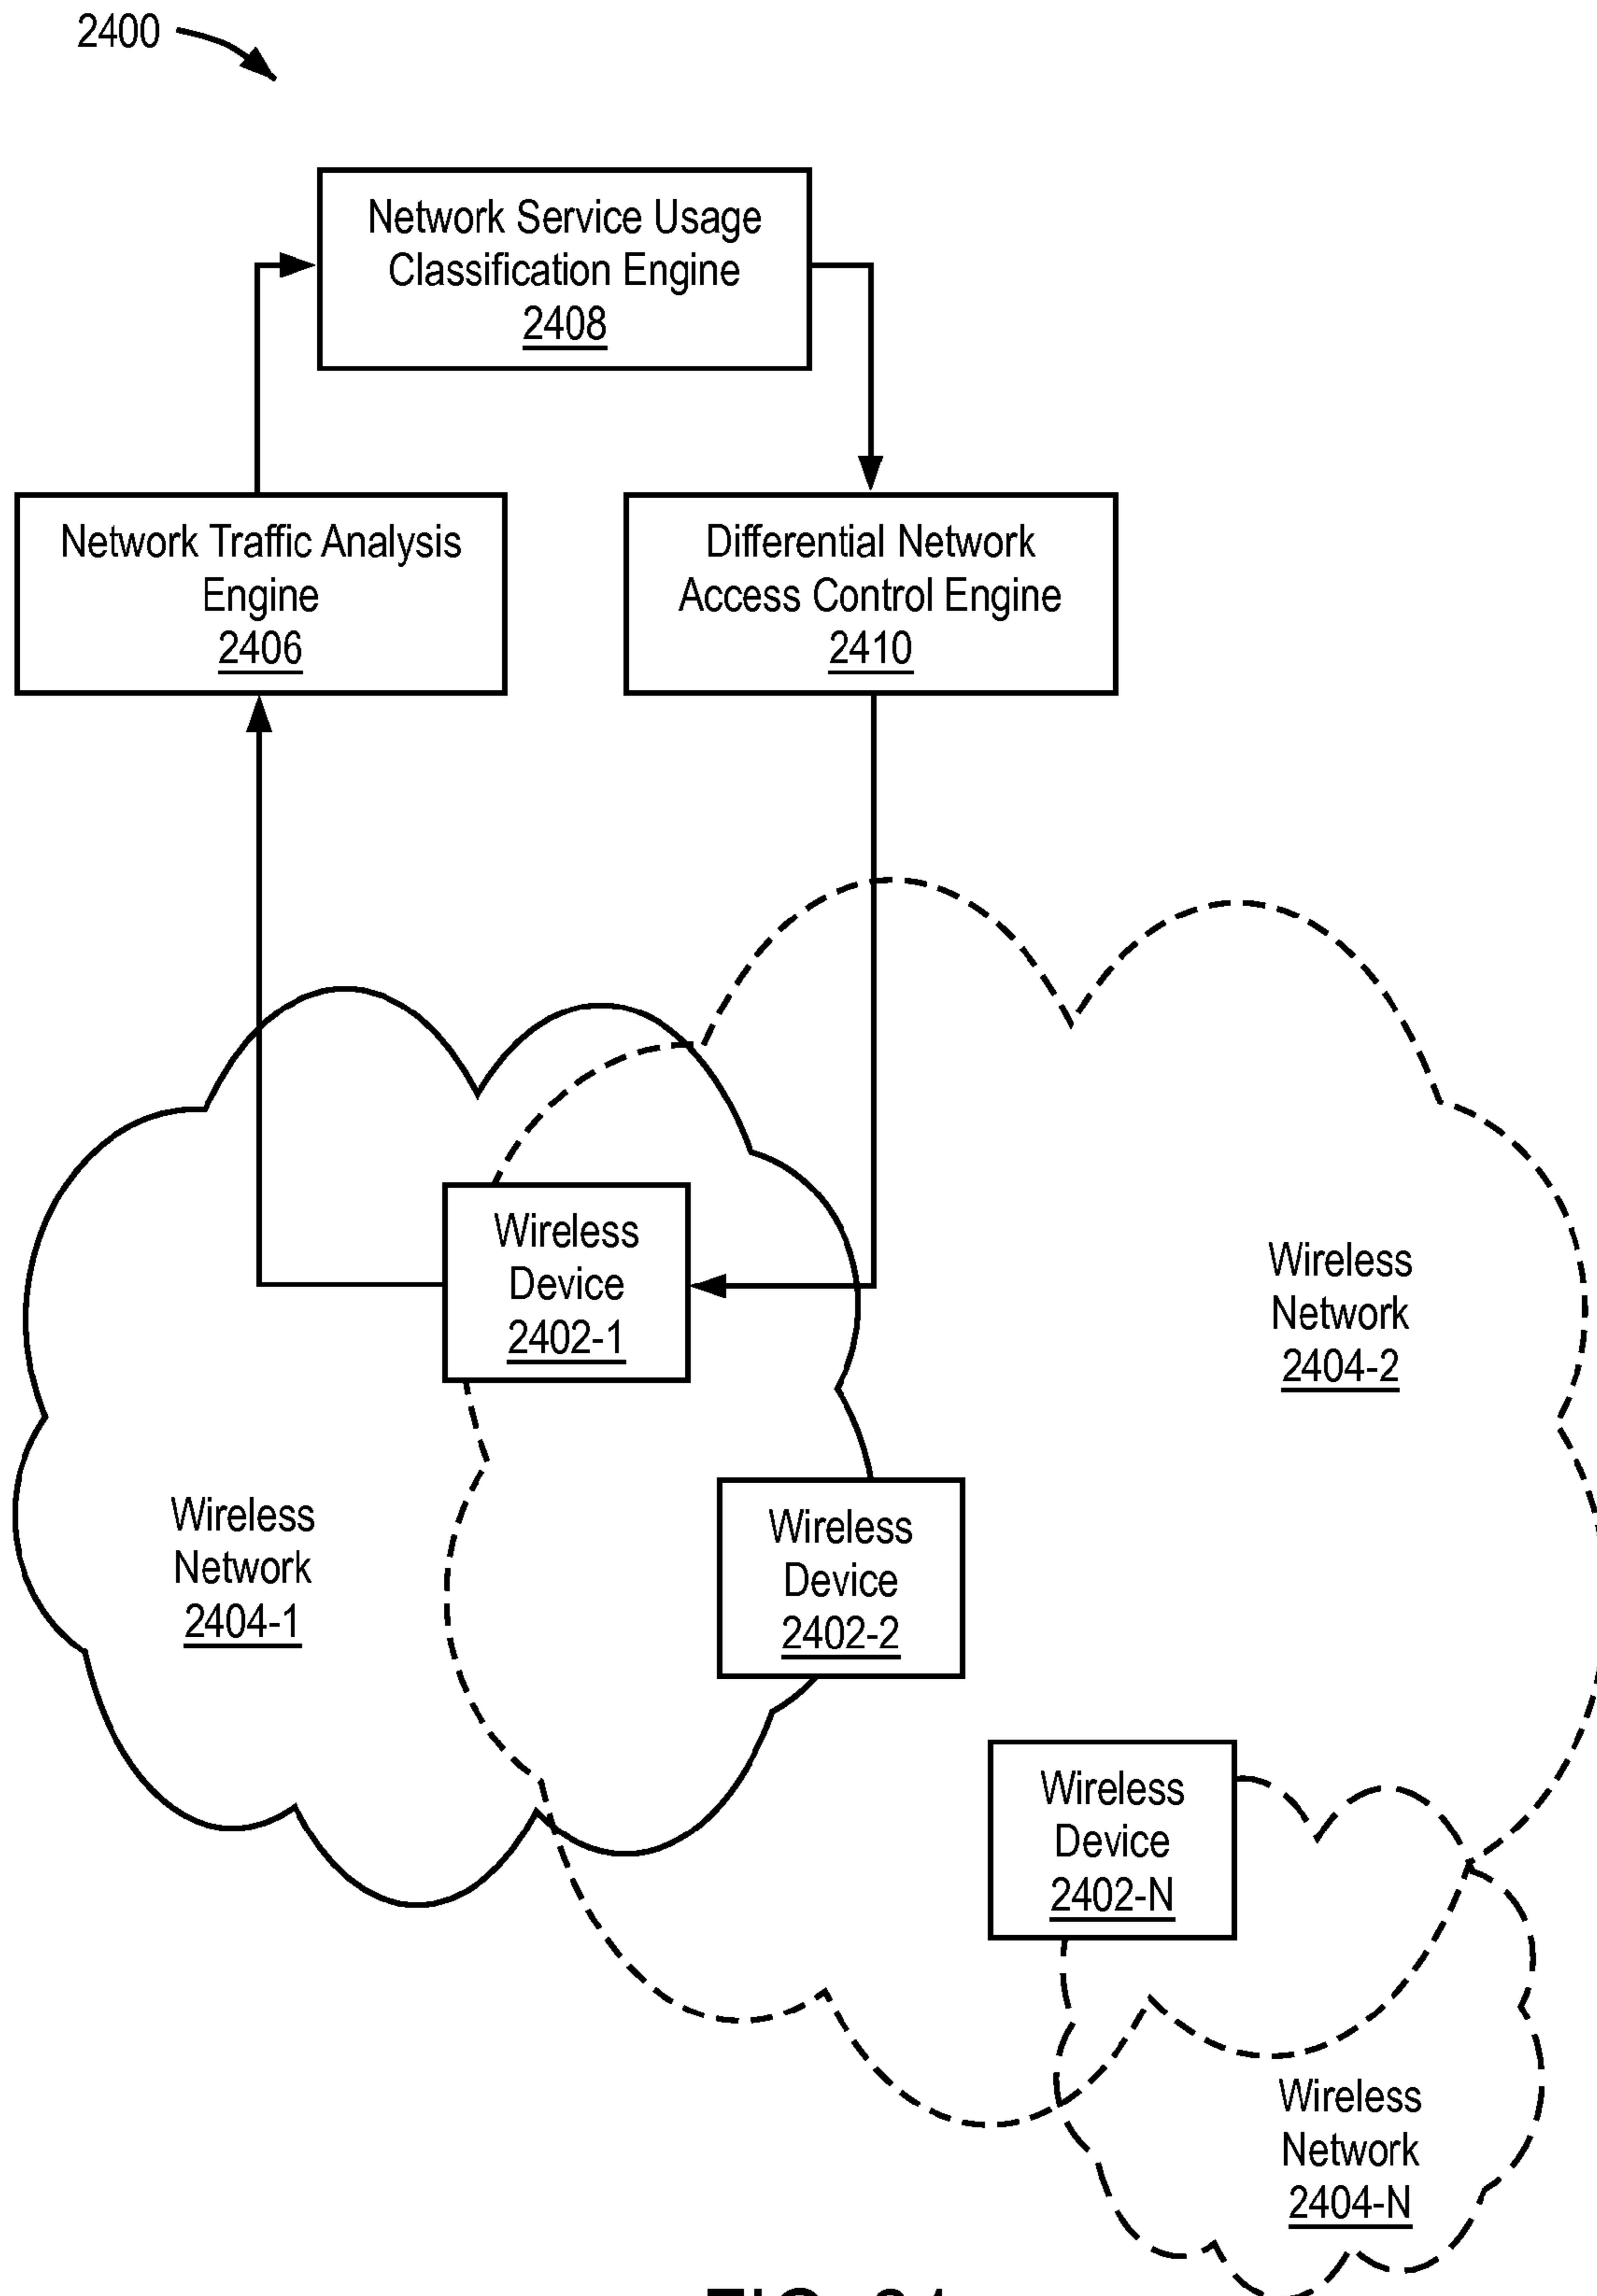 2400
Network Service Usage
Classification Engine
2408
Network Traffic Analysis
Engine
2406
Differential Network
Access Control Engine
2410
Wireless
Device
2402-1
Wireless
Network
2404-2
Wireless
Network
2404-1
Wireless
Device
2402-2
Wireless
Device
2402-N
Wireless
Network
2404-N